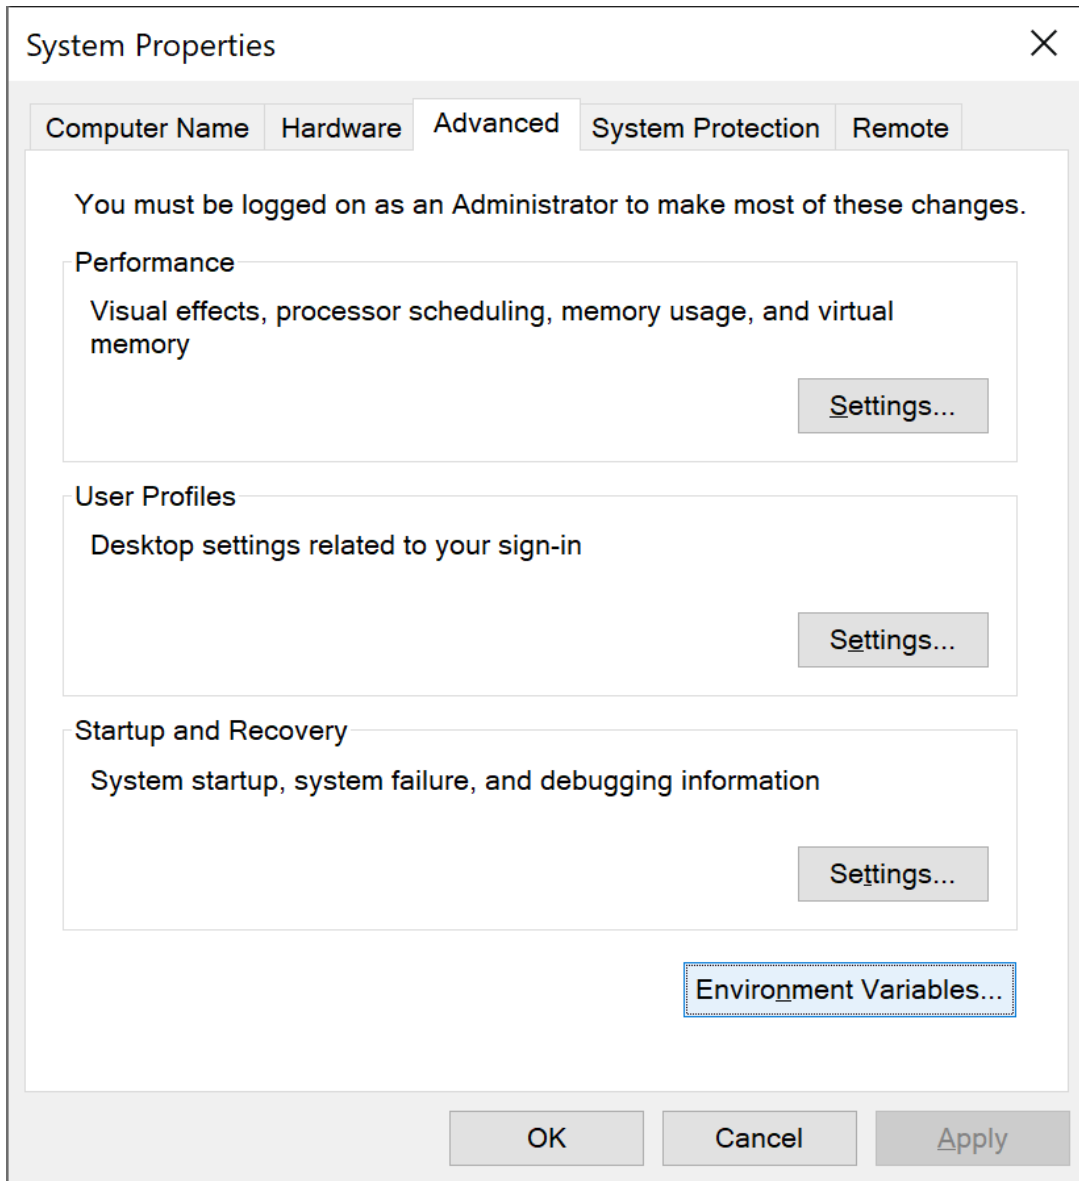 System Properties
Computer Name
Hardware
Advanced
System Protection
Remote
You must be logged on as an Administrator to make most of these changes.
Performance
Visual effects, processor scheduling, memory usage, and virtual
memory
Settings...
User Profiles
Desktop settings related to your sign-in
Settings...
Startup and Recovery
System startup, system failure, and debugging information
Settings...
Environment Variables...
OK
Cancel
Apply